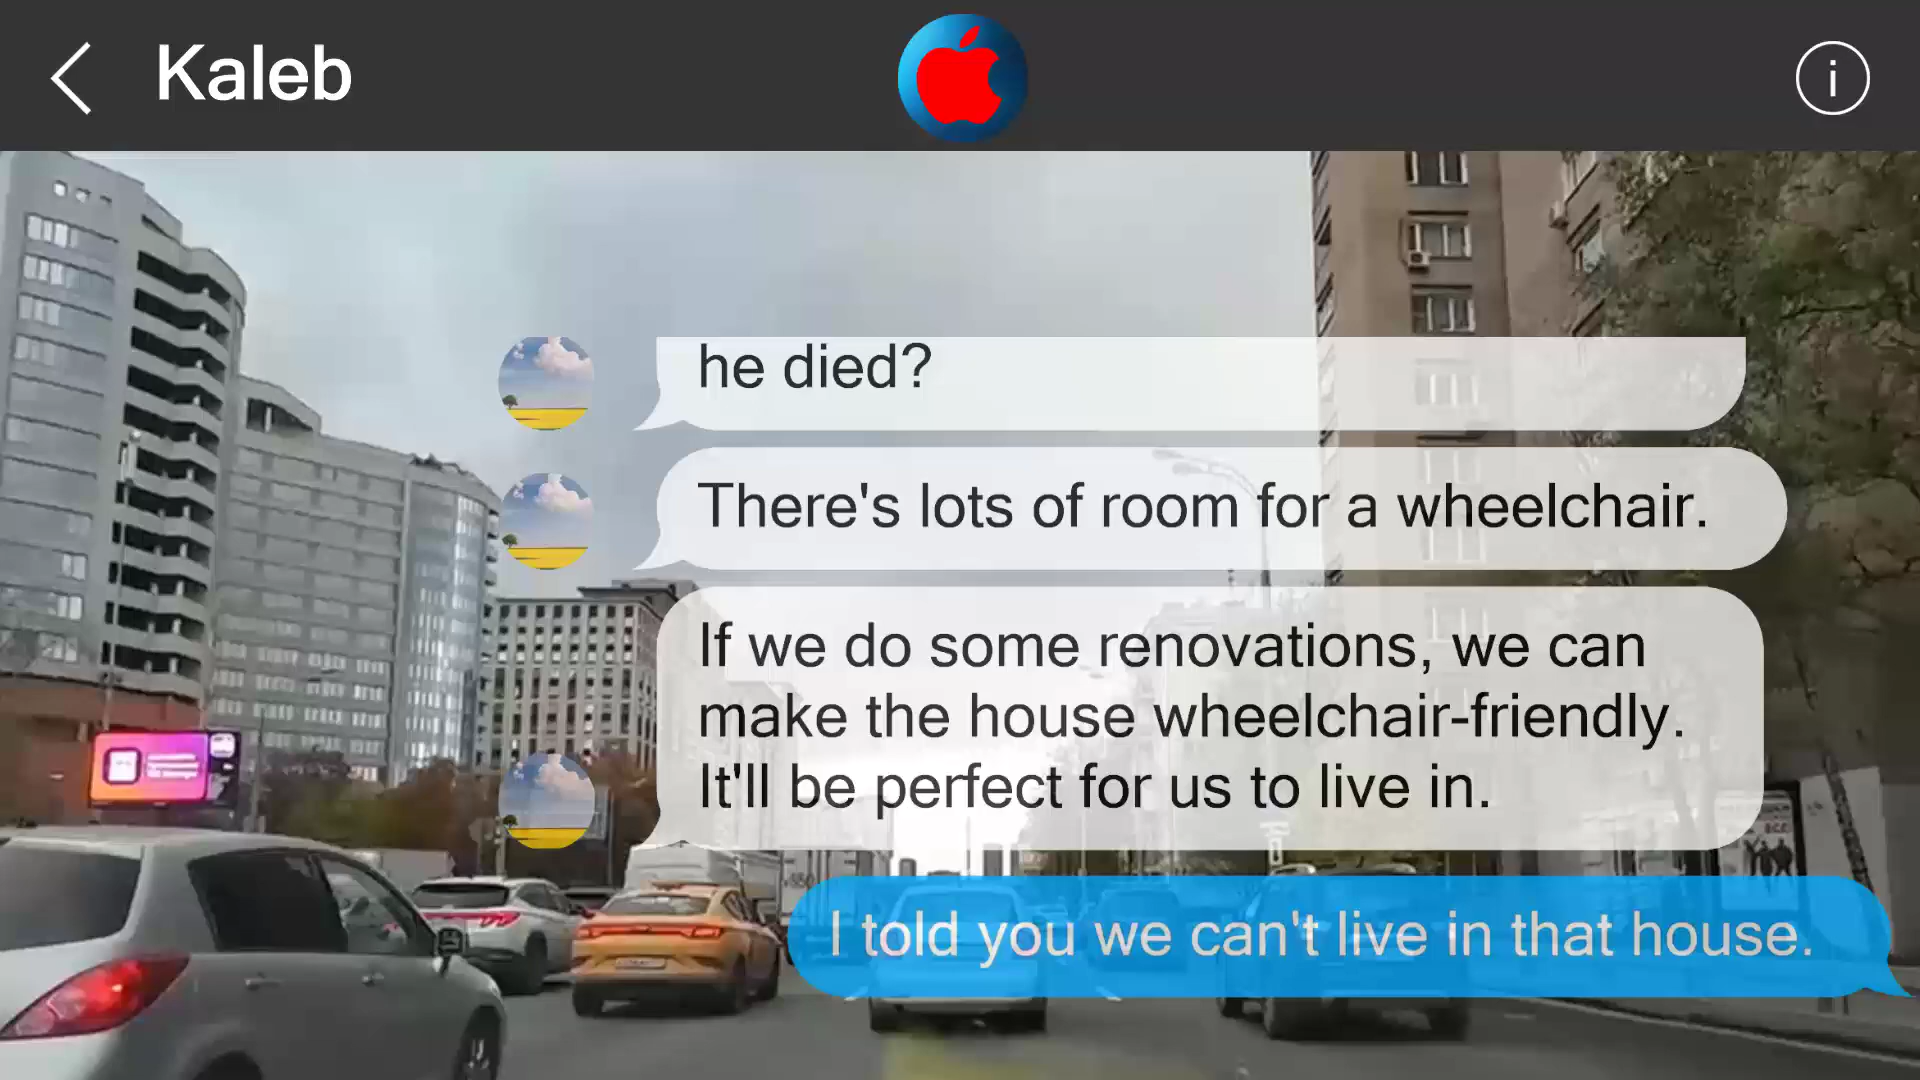 Kaleb
i
he died?
There's lots of room for a wheelchair.
If we do some renovations, we can
make the house wheelchair-friendly.
It'll be perfect for us to live in.
I told you we can't live in that house.